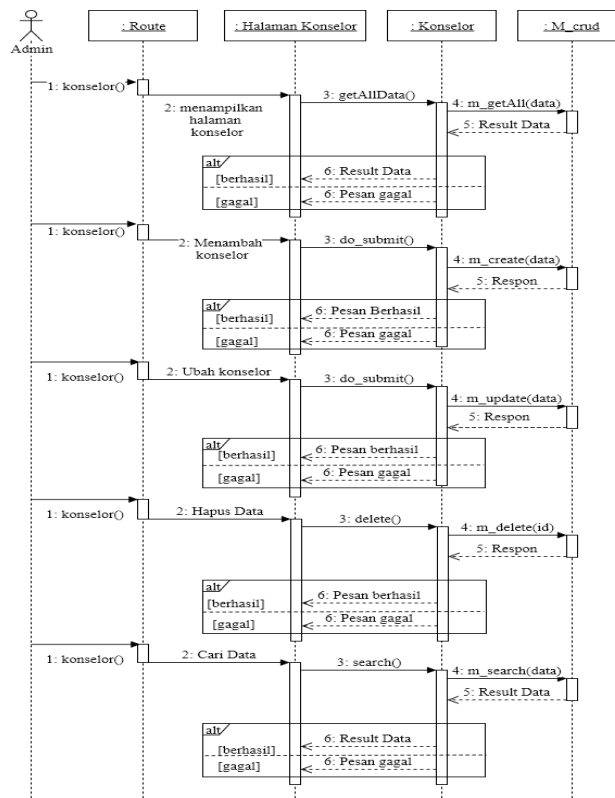 : Route
: Halaman Konselor
: Konselor
: M_crud
Admin
1: konselor()
2: menampilkan
halaman
konselor
3: getAllData()
4: m_getAll(data)
5: Result Data
alt
[berhasil]
6: Result Data
[gagal]
6: Pesan gagal
1: konselor()
2: Menambah
konselor
3: do_submit()
4: m_create(data)
5: Respon
alt
[berhasil]
6: Pesan Berhasil
[gagal]
6: Pesan gagal
1: konselor()
2: Ubah konselor
3: do_submit()
4: m_update(data)
5: Respon
alt
[berhasil]
6: Pesan berhasil
[gagal]
6: Pesan gagal
1: konselor()
2: Hapus Data
3: delete()
4: m_delete(id)
5: Respon
alt
[berhasil]
6: Pesan berhasil
[gagal]
6: Pesan gagal
1: konselor()
2: Cari Data
3: search()
4: m_search(data)
5: Result Data
alt
[berhasil]
6: Result Data
[gagal]
6: Pesan gagal